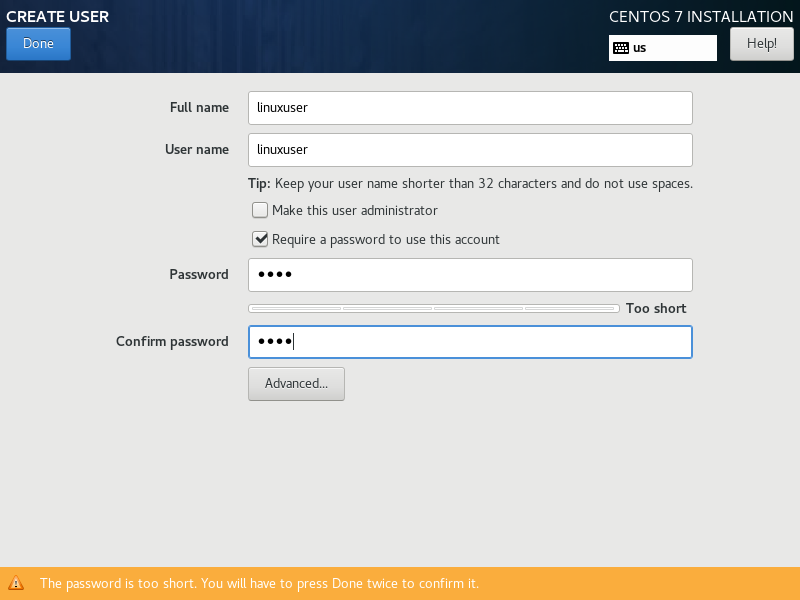 CREATE USER
CENTOS 7 INSTALLATION
Done
us
Help!
Full name
linuxuser
User name
linuxuser
Tip: Keep your user name shorter than 32 characters and do not use spaces.
Make this user administrator
Require a password to use this account
Password
••••
Too short
Confirm password
••••
Advanced...
The password is too short. You will have to press Done twice to confirm it.